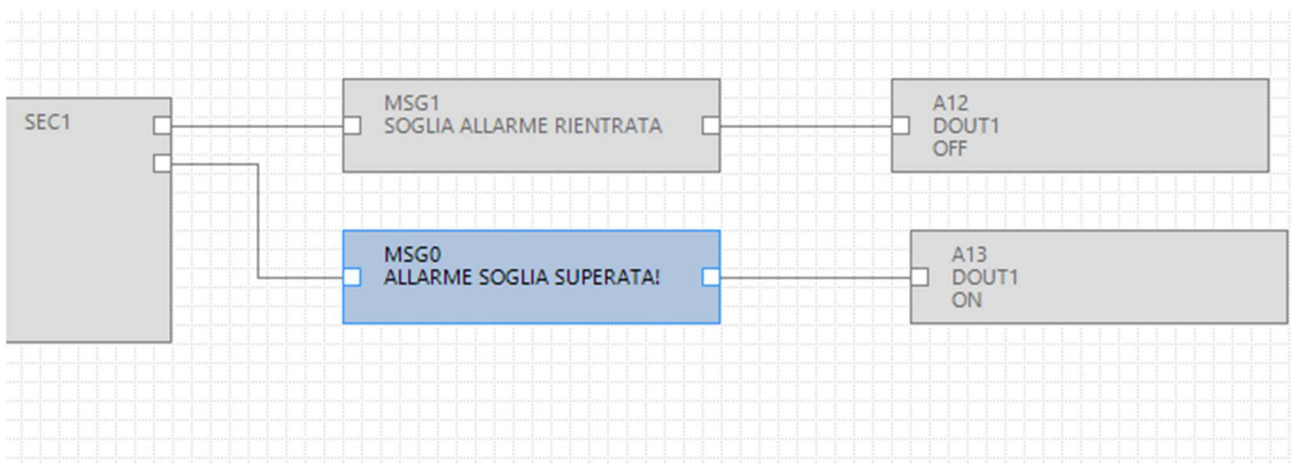 SEC1
MSG1
SOGLIA ALLARME RIENTRATA
A12
DOUT1
OFF
MSG0
ALLARME SOGLIA SUPERATA!
A13
DOUT1
ON